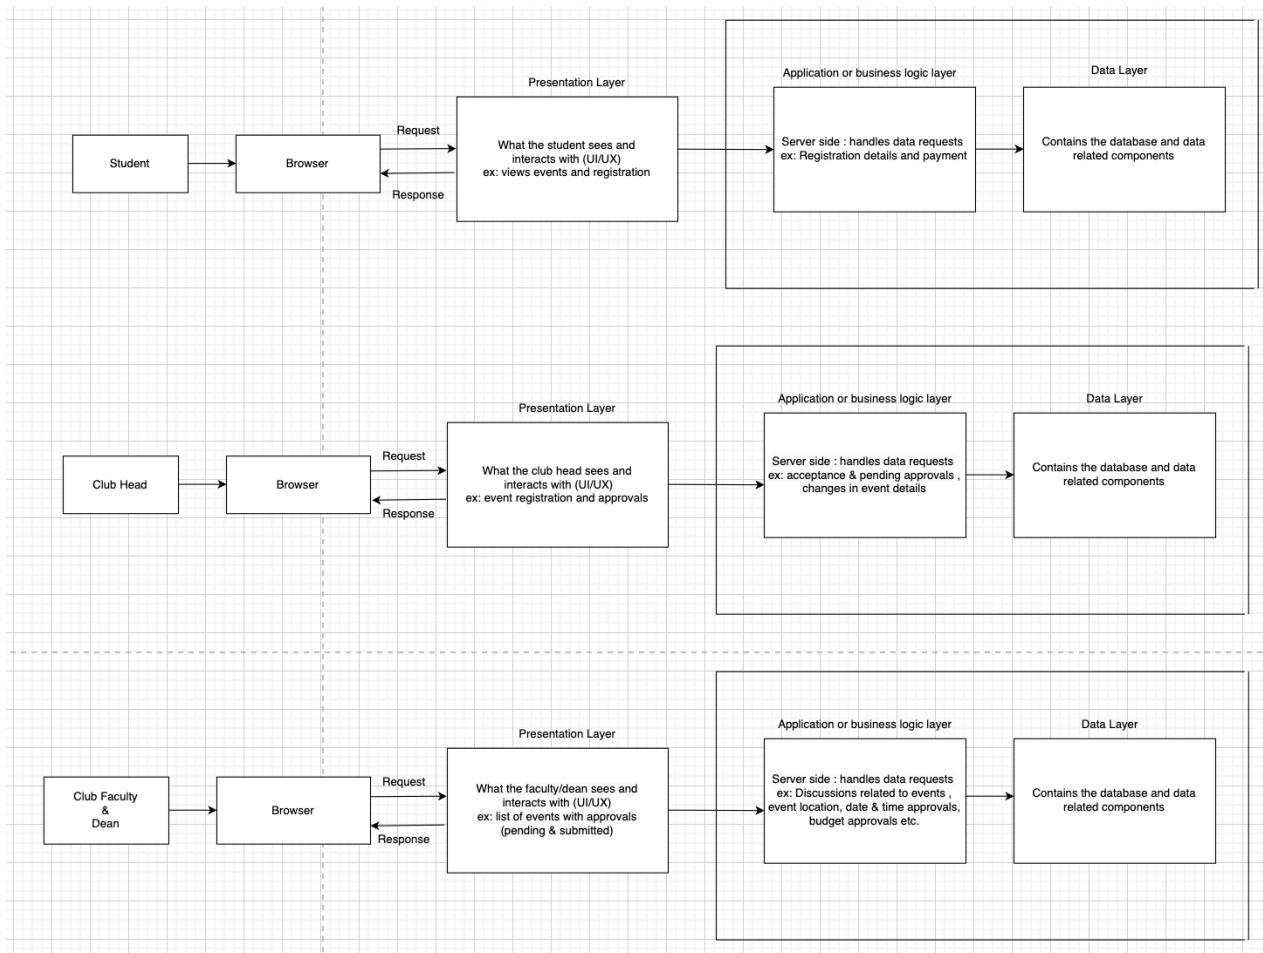 Presentation Layer
Application or business logic layer
Data Layer
Student
Browser
Request
Response
What the student sees and
interacts with (UI/UX)
ex: views events and registration
Server side : handles data requests
ex: Registration details and payment
Contains the database and data
related components
Presentation Layer
Application or business logic layer
Data Layer
Club Head
Browser
Request
Response
What the club head sees and
interacts with (UI/UX)
ex: event registration and approvals
Server side : handles data requests
ex: acceptance & pending approvals ,
changes in event details
Contains the database and data
related components
Presentation Layer
Application or business logic layer
Data Layer
Club Faculty
&
Dean
Browser
Request
Response
What the faculty/dean sees and
interacts with (UI/UX)
ex: list of events with approvals
(pending & submitted)
Server side : handles data requests
ex: Discussions related to events ,
event location, date & time approvals,
budget approvals etc.
Contains the database and data
related components